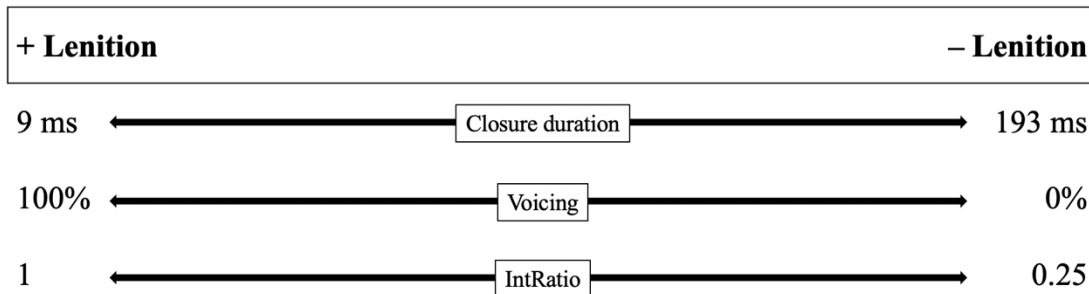 + Lenition – Lenition
9 ms Closure duration 193 ms
100% Voicing 0%
1 IntRatio 0.25